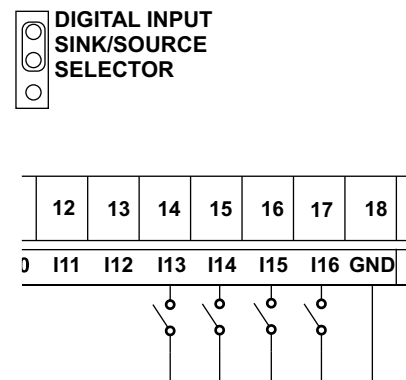 DIGITAL INPUT
SINK/SOURCE
SELECTOR
12 13 14 15 16 17 18
I11 I12 I13 I14 I15 I16 GND